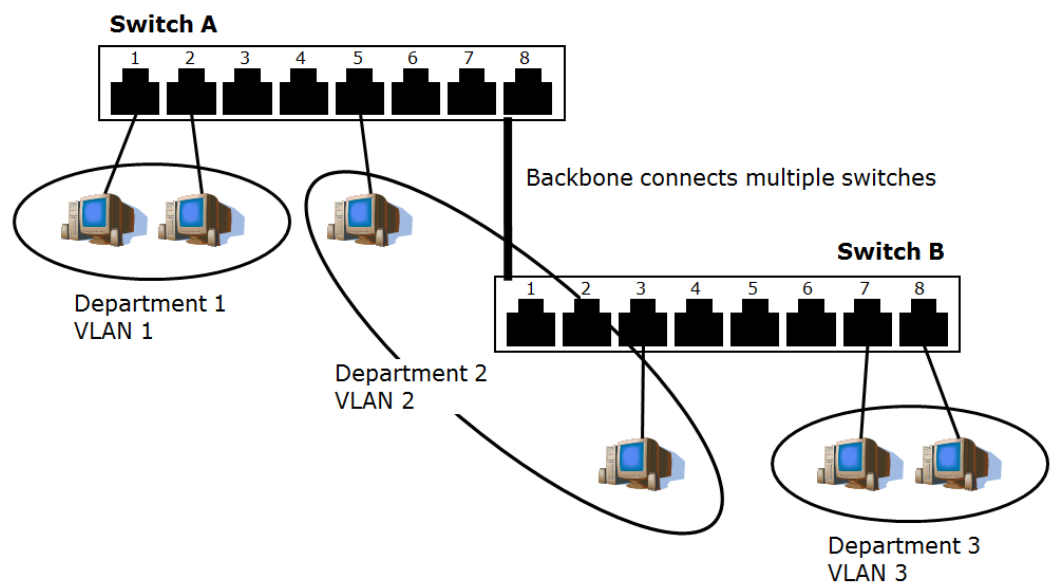 Switch A
1 2 3 4 5 6 7 8
Backbone connects multiple switches
Switch B
1 2 3 4 5 6 7 8
Department 1
VLAN 1
Department 2
VLAN 2
Department 3
VLAN 3